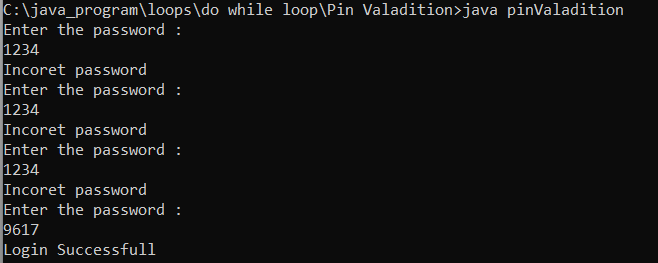 C:\java_program\loops\do while loop\Pin Valadition>java pinValadition
Enter the password :
1234
Incoret password
Enter the password :
1234
Incoret password
Enter the password :
1234
Incoret password
Enter the password :
9617
Login Successfull